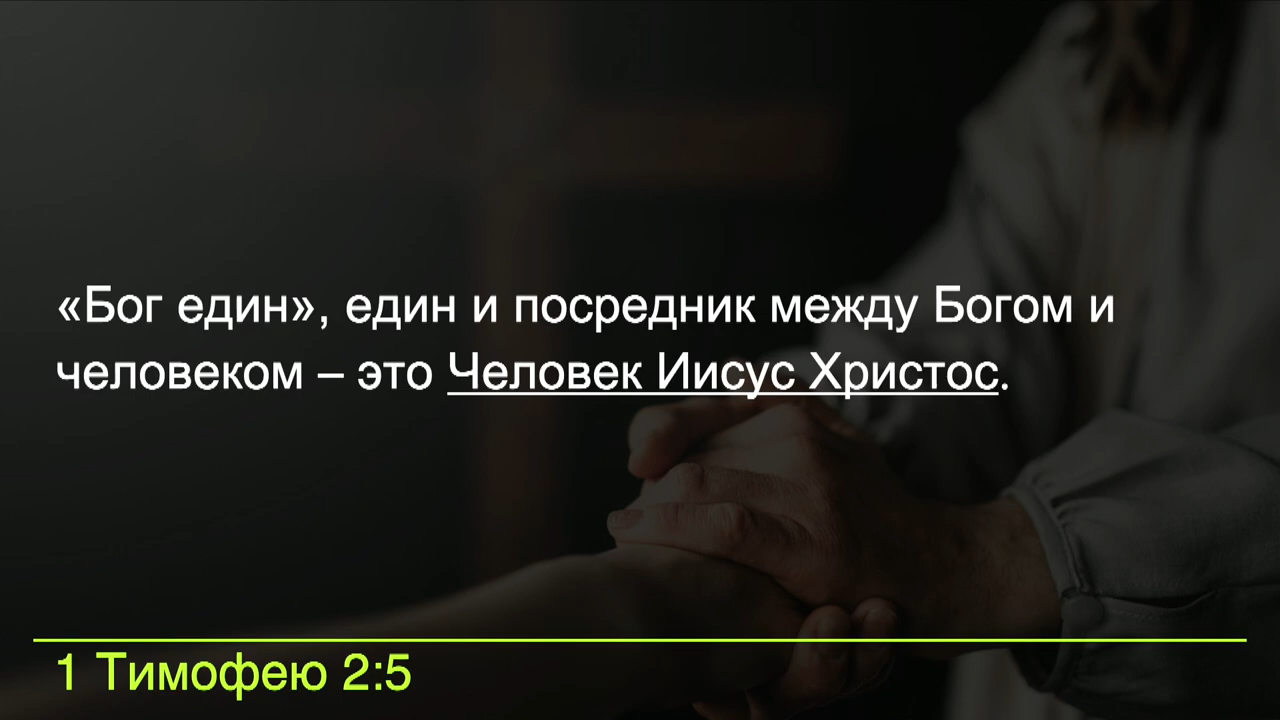 «Бог един», един и посредник между Богом и
человеком – это Человек Иисус Христос.
1 Тимофею 2:5